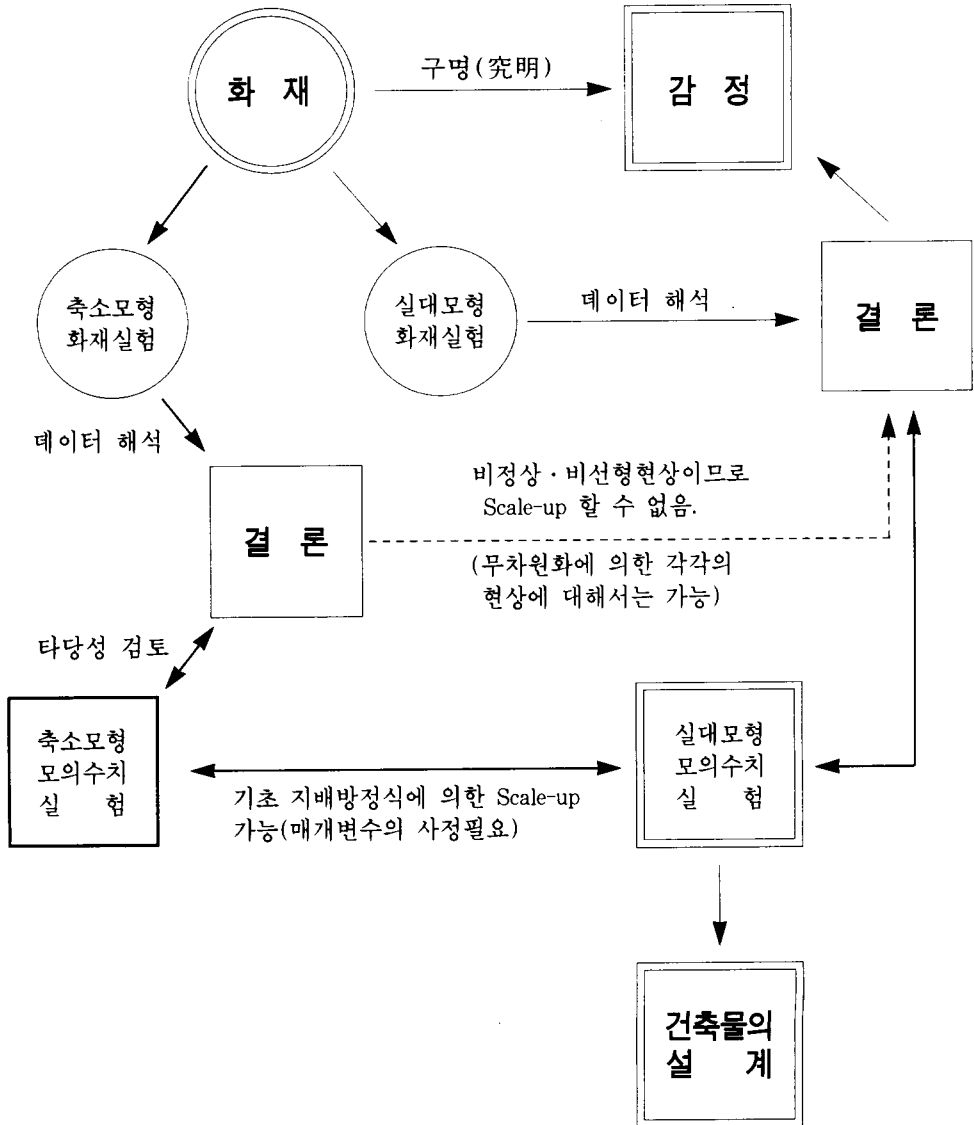 화 재
구명(究明)
감 정
축소모형
화재실험
실대모형
화재실험
데이터 해석
결 론
데이터 해석
결 론
비정상·비선형현상이므로
Scale-up 할 수 없음.
(무차원화에 의한 각각의
현상에 대해서는 가능)
타당성 검토
축소모형
모의수치
실 험
기초 지배방정식에 의한 Scale-up
가능(매개변수의 사정필요)
실대모형
모의수치
실 험
건축물의
설 계